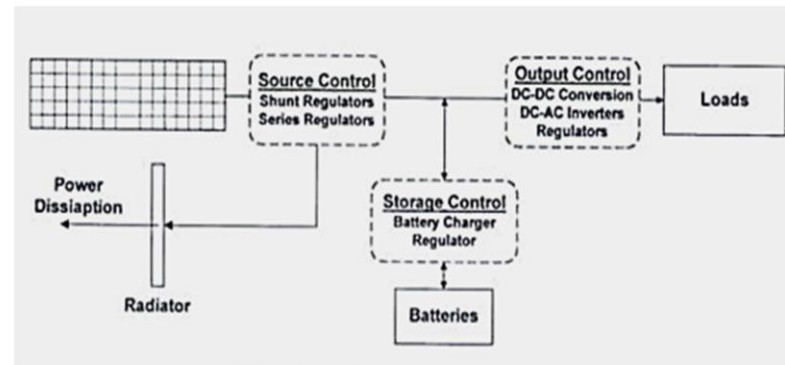 Source Control
Shunt Regulators
Series Regulators
Output Control
DC-DC Conversion
DC-AC Inverters
Regulators
Loads
Power
Dissiaption
Storage Control
Battery Charger
Regulator
Radiator
Batteries